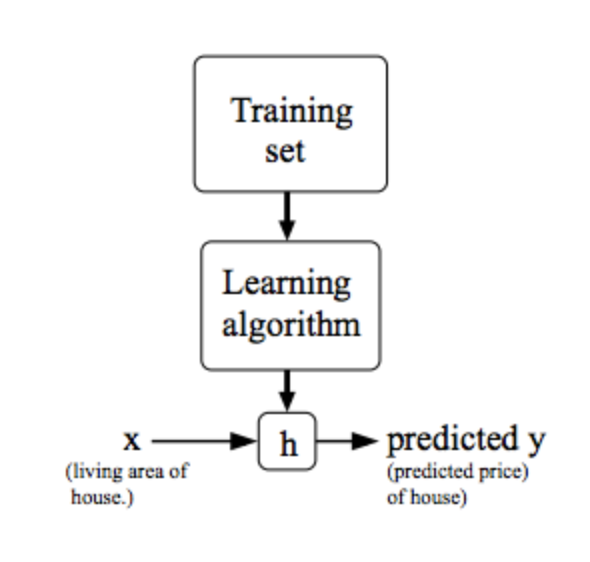 Training
set
Learning
algorithm
x
h
predicted y
(living area of
house.)
(predicted price)
of house)